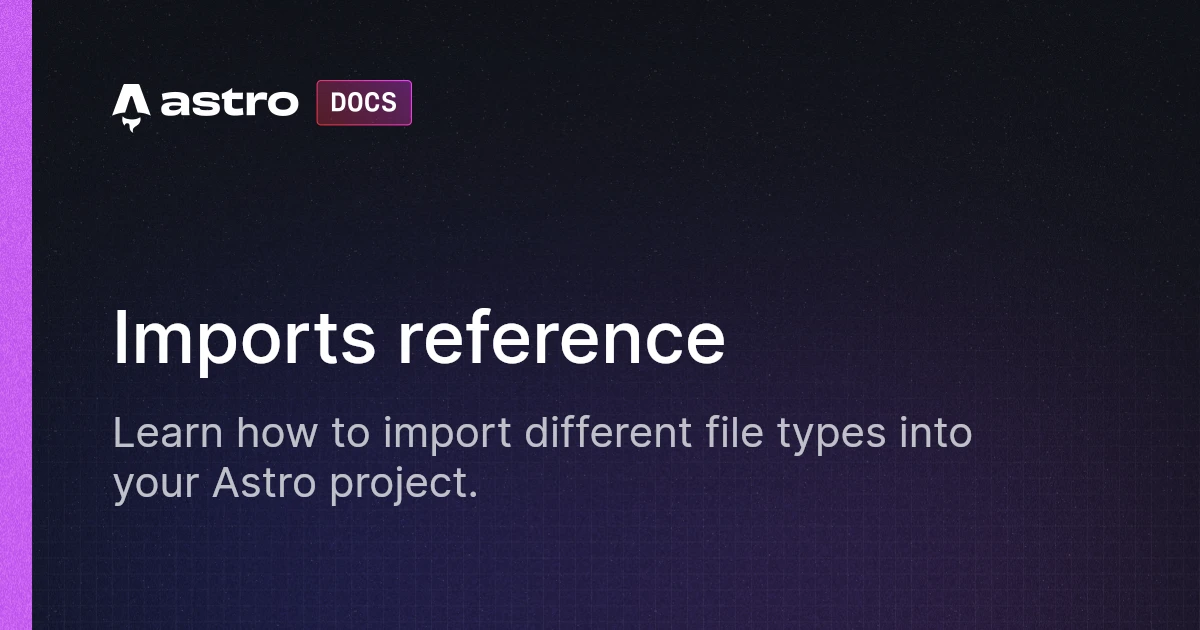 astro DOCS
Imports reference
Learn how to import different file types into
your Astro project.